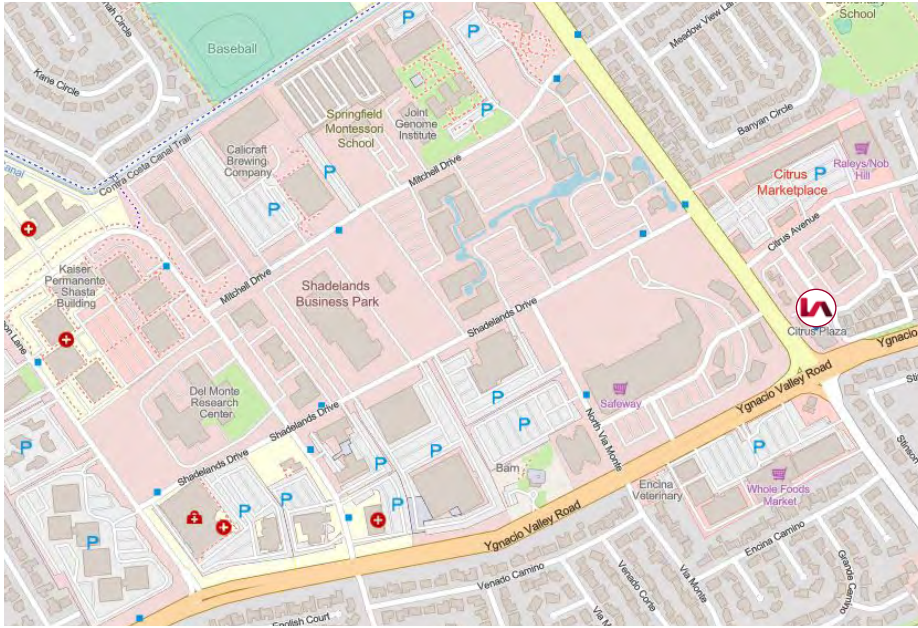 School
Meadow View Lan
Baseball
Kane Circle
Banyan Circle
Springfield
Montessori
School
Joint
Genome
Institute
Calicraft
Brewing
Company
Contra Costa Canal Trail
Mitchell Drive
P
P
P
P
P
Raleys/Nob
Hill
Citrus
Marketplace
Citrus Avenue
Kaiser
Permanente
- Shasta
Building
Mitchell Drive
Shadelands
Business Park
Shadelands Drive
Citrus Plaza
Ygnacio
Del Monte
Research
Center
Shadelands Drive
Shadelands Drive
Safeway
Ygnacio Valley Road
North Via Monte
P
P
P
P
P
P
P
P
P
P
Barn
Encina
Veterinary
Whole Foods
Market
Stinson
Ygnacio Valley Road
Encina Camino
Venado Camino
Venado Corte
Via Monte
Grande
Camino
English Court